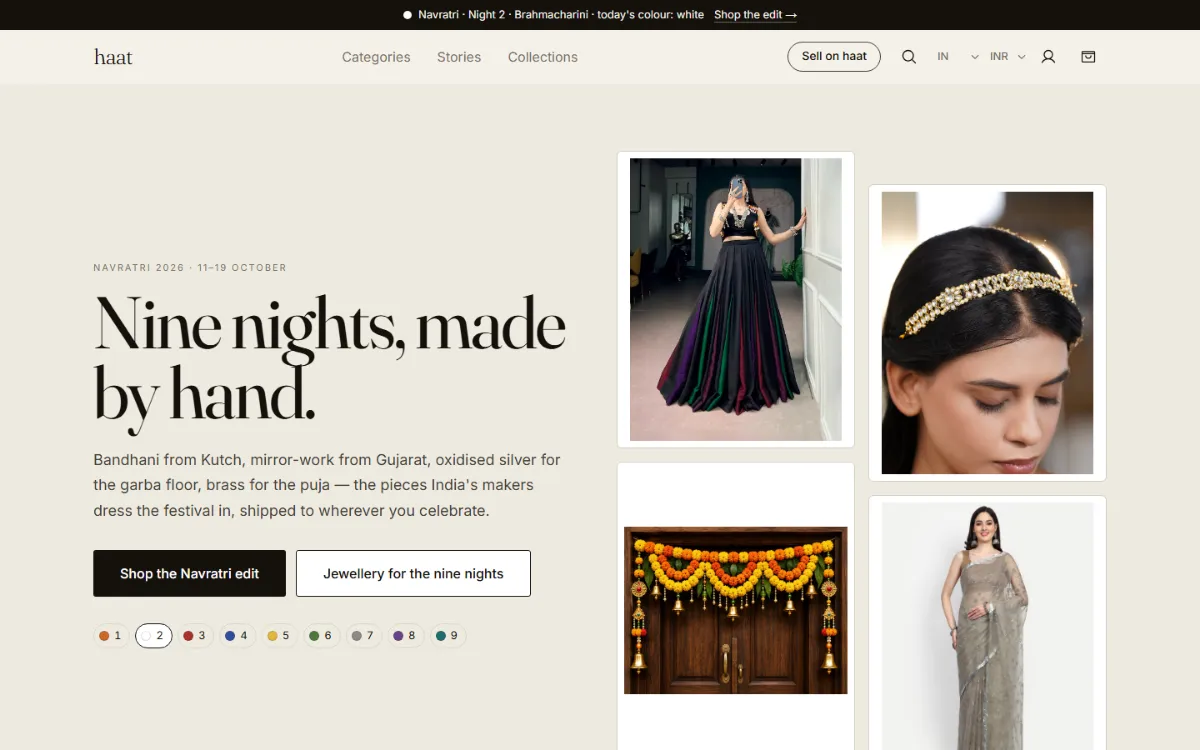 Navratri · Night 2 · Brahmacharini · today's colour: white Shop the edit →
haat Categories Stories Collections Sell on haat IN INR
NAVRATRI 2026 · 11–19 OCTOBER
Nine nights, made
by hand.
Bandhani from Kutch, mirror-work from Gujarat, oxidised silver for
the garba floor, brass for the puja — the pieces India's makers
dress the festival in, shipped to wherever you celebrate.
Shop the Navratri edit Jewellery for the nine nights
1 2 3 4 5 6 7 8 9